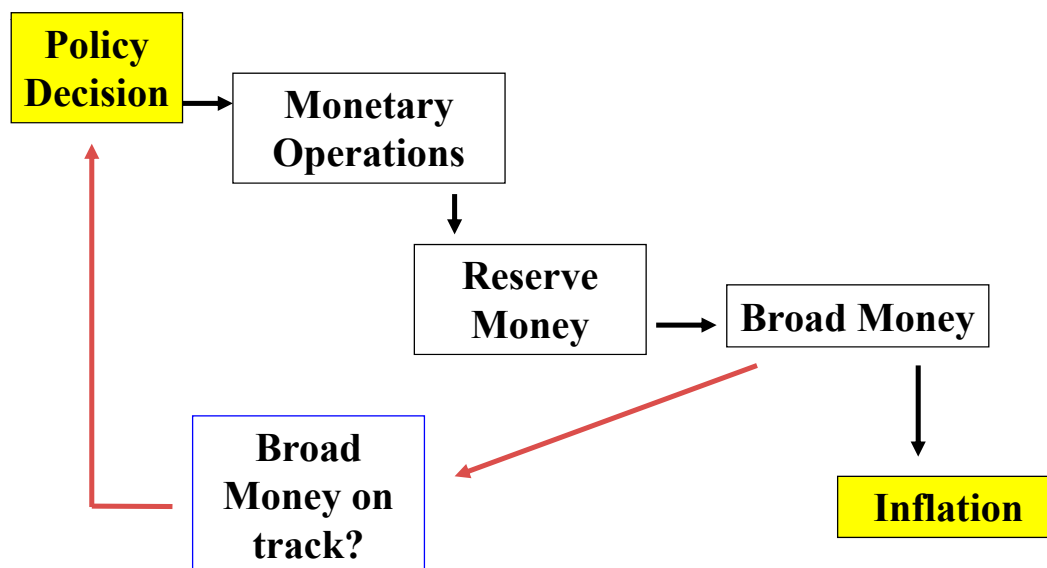 Policy
Decision
Monetary
Operations
Reserve
Money
Broad Money
Broad
Money on
track?
Inflation